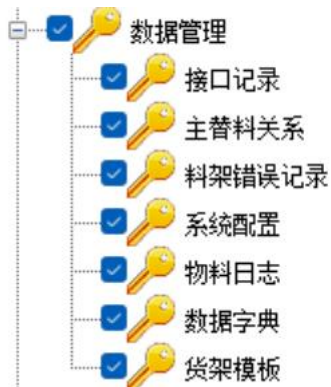 数据管理
接口记录
主替料关系
料架错误记录
系统配置
物料日志
数据字典
货架模板